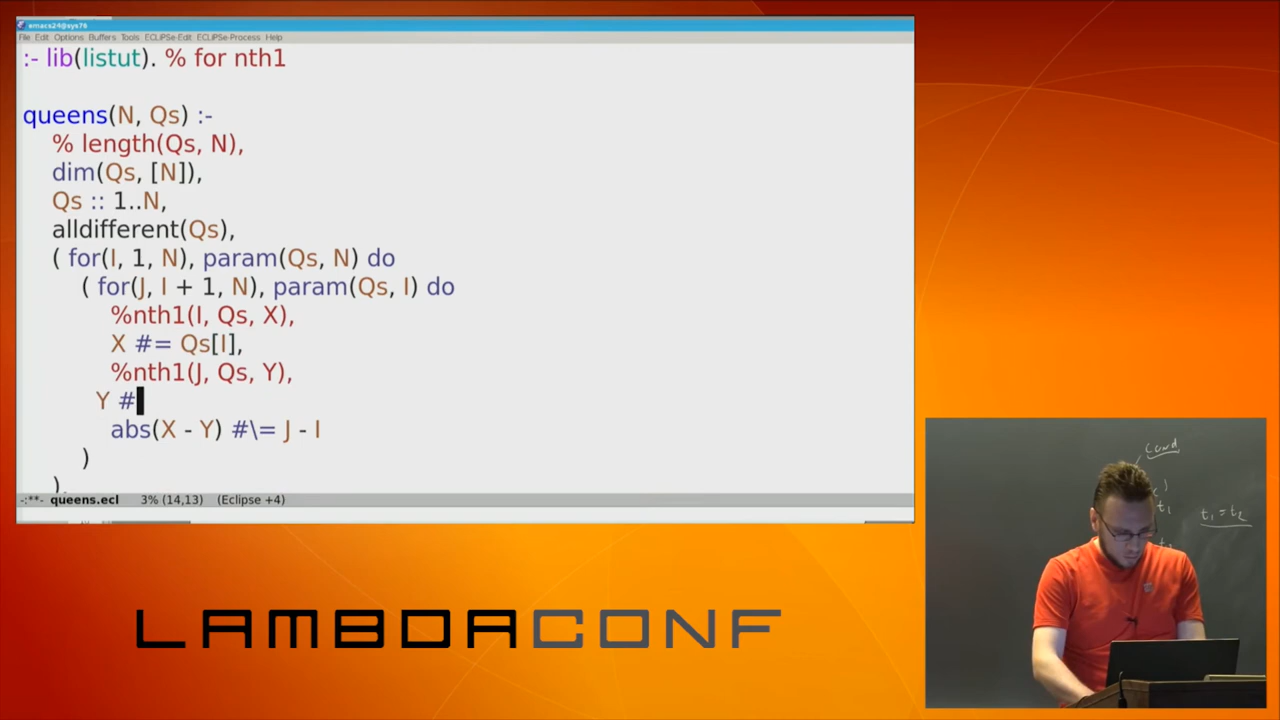 emacs24@sys76
File Edit Options Buffers Tools ECLIPSe-Edit ECLIPSe-Process Help
:- lib(listut). % for nth1
queens(N, Qs) :-
% length(Qs, N),
dim(Qs, [N]),
Qs :: 1..N,
alldifferent(Qs),
( for(I, 1, N), param(Qs, N) do
( for(J, I + 1, N), param(Qs, I) do
%nth1(I, Qs, X),
X #= Qs[I],
%nth1(J, Qs, Y),
Y #
abs(X - Y) #\= J - I
)
),
-:**- queens.ecl 3% (14,13) (Eclipse +4)
cond
t1
t1 = t2
LAMBDACONF